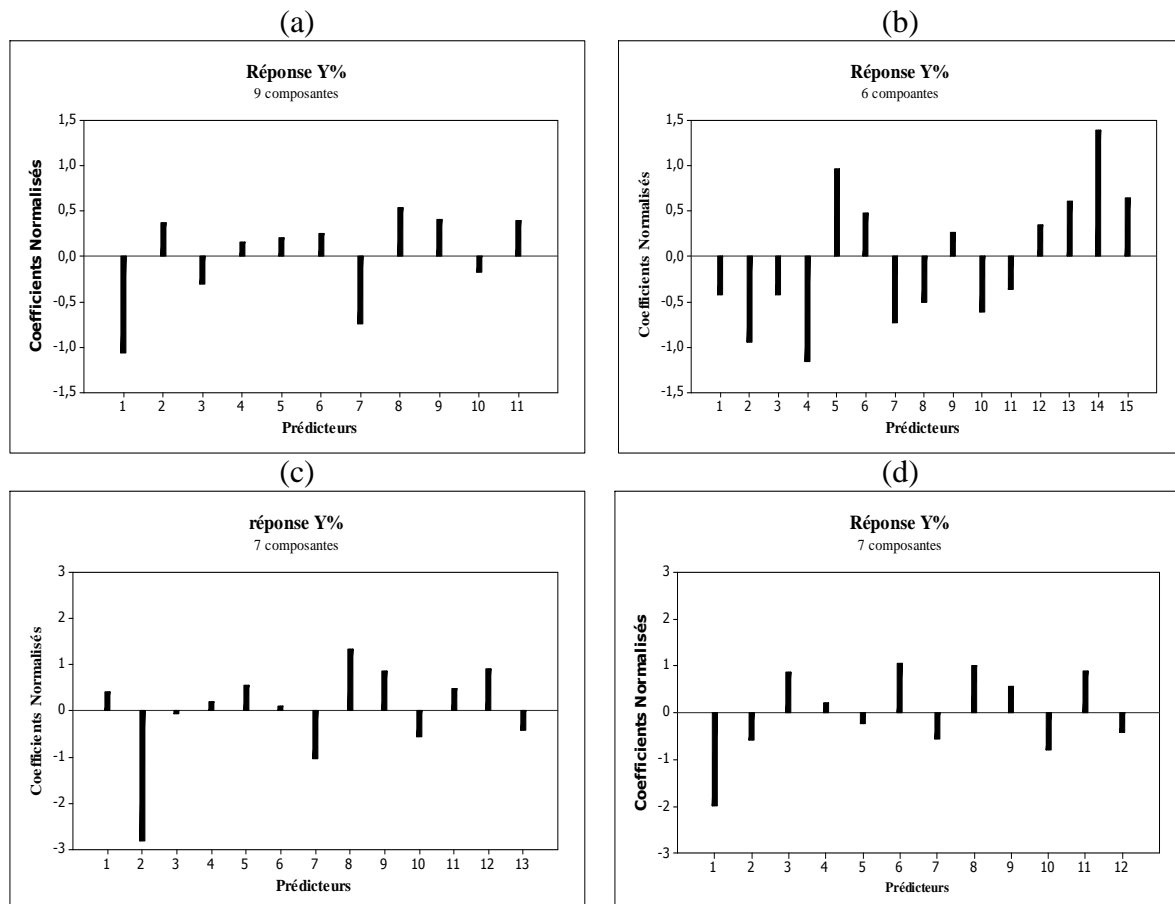 (a)
Réponse Y%
9 composantes
Coefficients Normalisés
1,5
1,0
0,5
0,0
-0,5
-1,0
-1,5
1 2 3 4 5 6 7 8 9 10 11
Prédicteurs
(b)
Réponse Y%
6 compoantes
Coefficients Normalisés
1,5
1,0
0,5
0,0
-0,5
-1,0
-1,5
1 2 3 4 5 6 7 8 9 10 11 12 13 14 15
Prédicteurs
(c)
réponse Y%
7 composantes
Coefficients Normalisés
3
2
1
0
-1
-2
-3
1 2 3 4 5 6 7 8 9 10 11 12 13
Prédicteurs
(d)
Réponse Y%
7 composantes
Coefficients Normalisés
3
2
1
0
-1
-2
-3
1 2 3 4 5 6 7 8 9 10 11 12
Prédicteurs